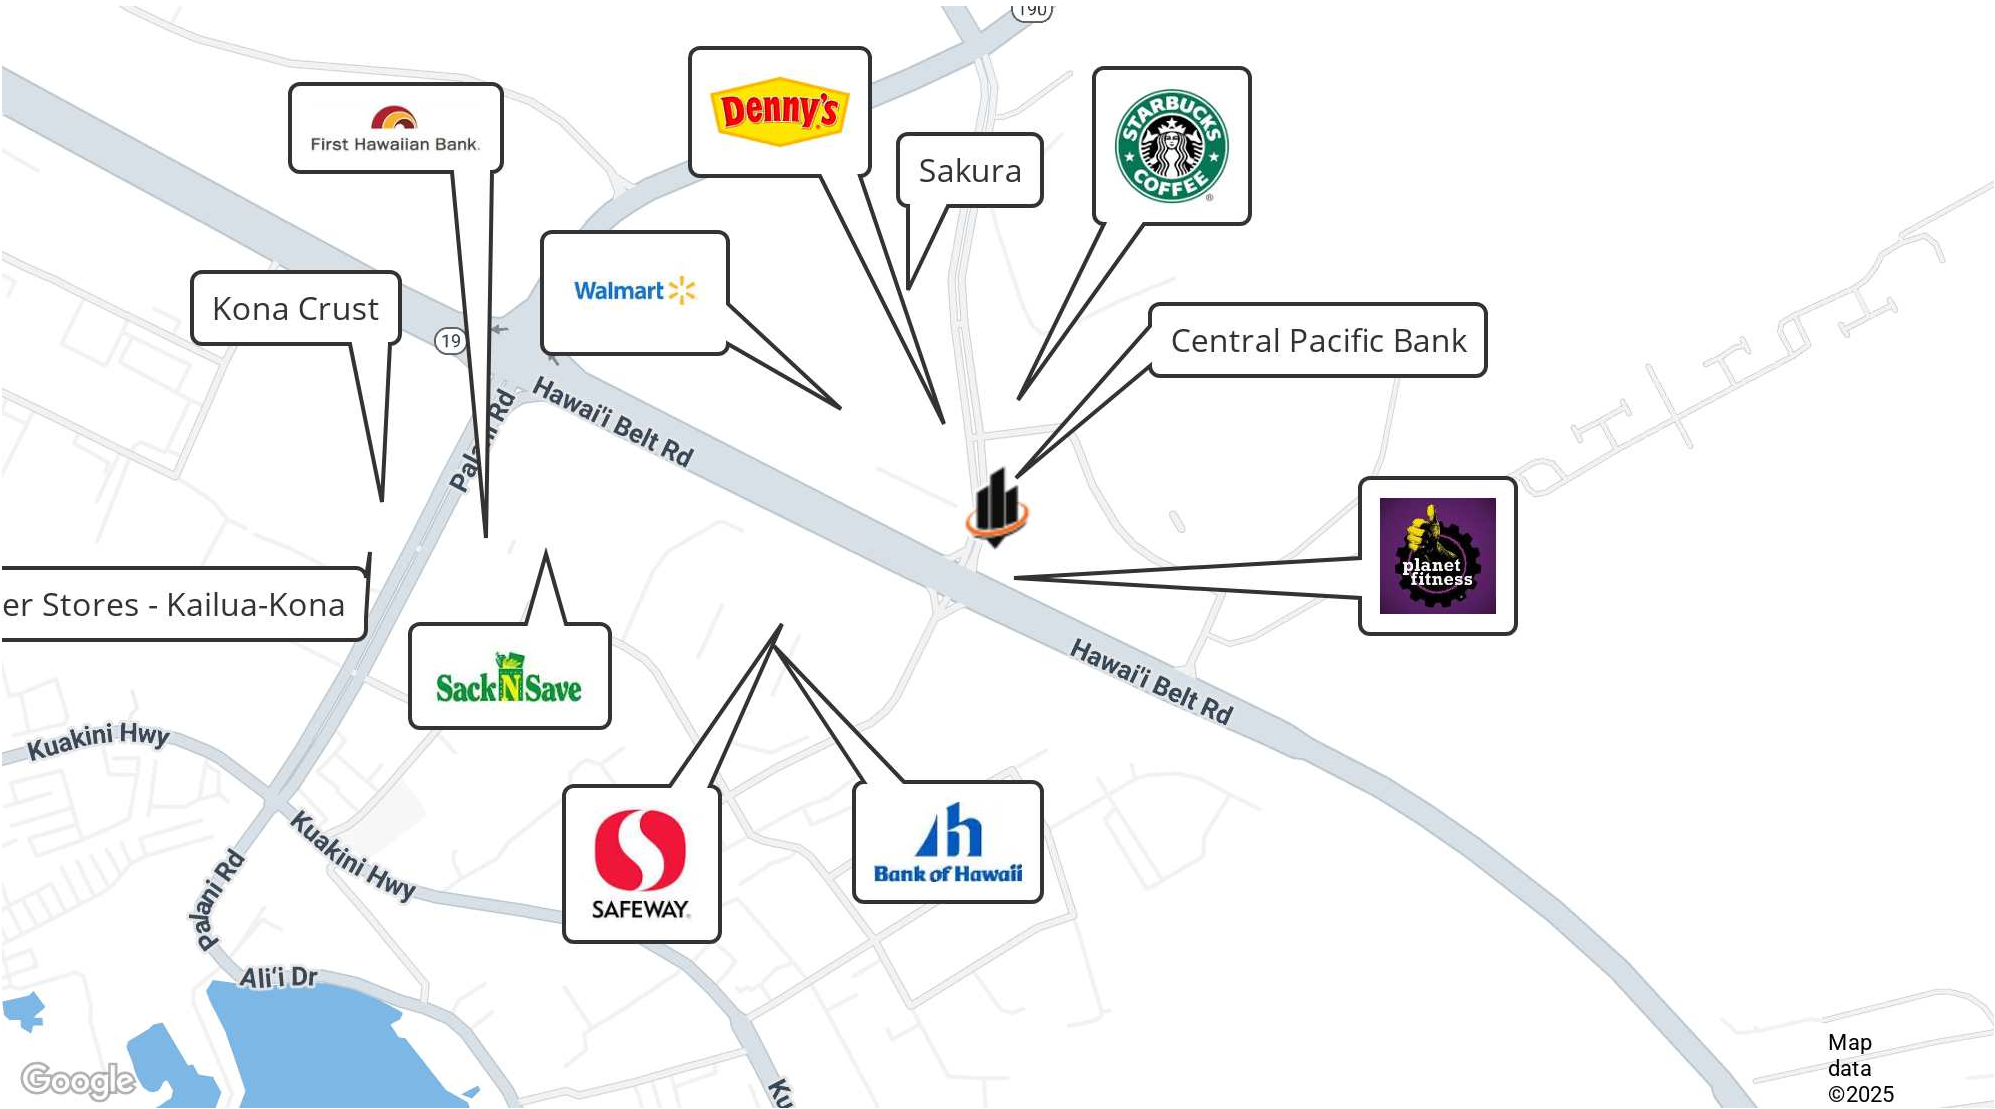 190
Denny's
STARBUCKS
COFFEE
®
First Hawaiian Bank.
Sakura
Walmart
Kona Crust
19
Central Pacific Bank
Palani Rd
Hawai'i Belt Rd
planet
fitness
er Stores - Kailua-Kona
Sack N Save
Hawai'i Belt Rd
Kuakini Hwy
Kuakini Hwy
SAFEWAY
Bank of Hawaii
Palani Rd
Ali'i Dr
Google
Ku
Map
data
©2025